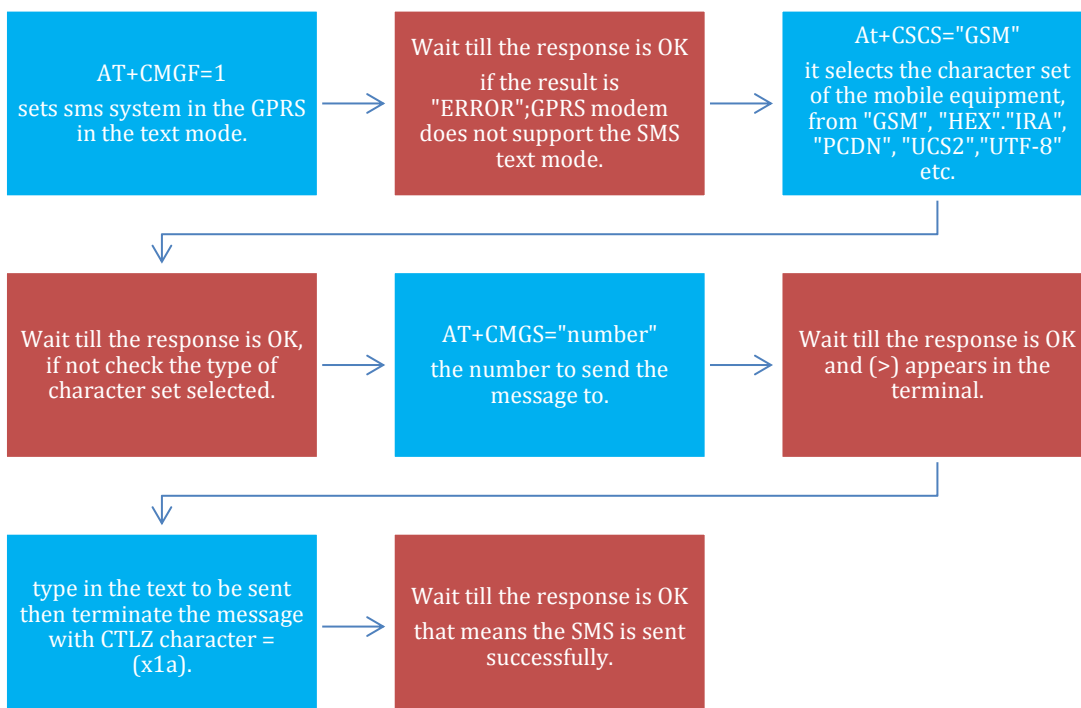 AT+CMGF=1
sets sms system in the GPRS
in the text mode.
Wait till the response is OK
if the result is
"ERROR";GPRS modem
does not support the SMS
text mode.
At+CSCS="GSM"
it selects the character set
of the mobile equipment,
from "GSM", "HEX"."IRA",
"PCDN", "UCS2","UTF-8"
etc.
Wait till the response is OK,
if not check the type of
character set selected.
AT+CMGS="number"
the number to send the
message to.
Wait till the response is OK
and (>) appears in the
terminal.
type in the text to be sent
then terminate the message
with CTLZ character =
(x1a).
Wait till the response is OK
that means the SMS is sent
successfully.